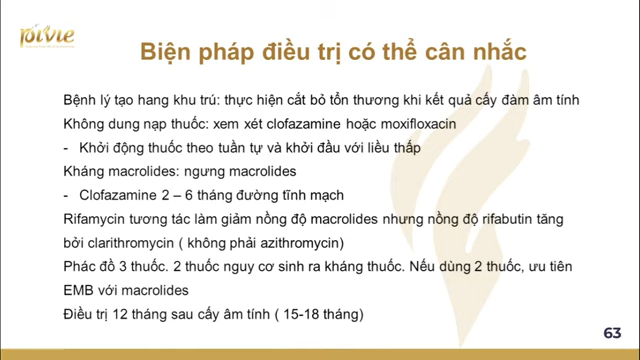 pivie
Biện pháp điều trị có thể cân nhắc
Bệnh lý tạo hang khu trú: thực hiện cắt bỏ tổn thương khi kết quả cấy đàm âm tính
Không dung nạp thuốc: xem xét clofazamine hoặc moxifloxacin
- Khởi động thuốc theo tuần tự và khởi đầu với liều thấp
Kháng macrolides: ngưng macrolides
- Clofazamine 2 – 6 tháng đường tĩnh mạch
Rifamycin tương tác làm giảm nồng độ macrolides nhưng nồng độ rifabutin tăng
bởi clarithromycin ( không phải azithromycin)
Phác đồ 3 thuốc. 2 thuốc nguy cơ sinh ra kháng thuốc. Nếu dùng 2 thuốc, ưu tiên
EMB với macrolides
Điều trị 12 tháng sau cấy âm tính ( 15-18 tháng)
63